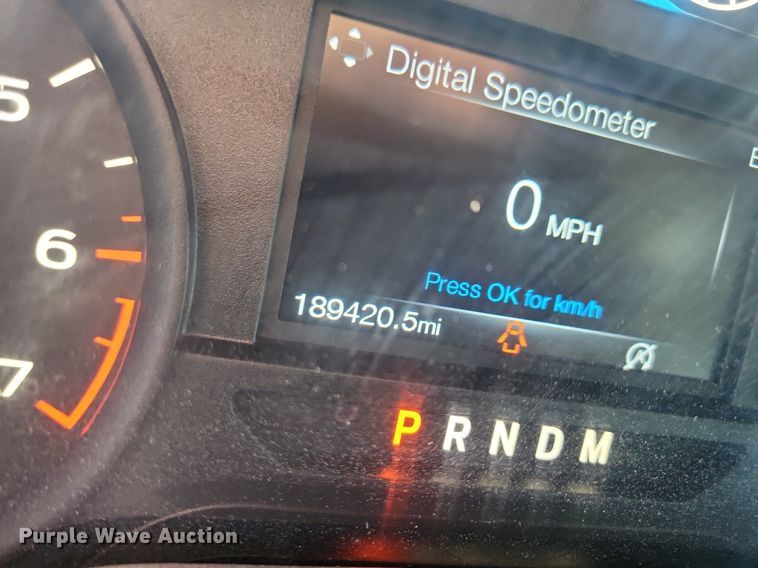 5
6
7
Digital Speedometer
0 MPH
Press OK for km/h
189420.5mi
P R N D M
E
Purple Wave Auction